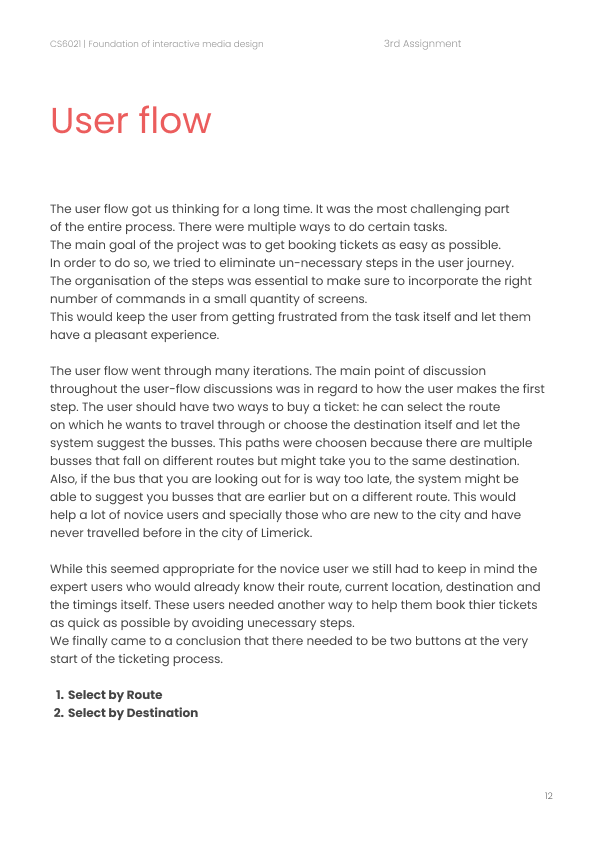 CS6021 | Foundation of interactive media design
3rd Assignment
User flow
The user flow got us thinking for a long time. It was the most challenging part
of the entire process. There were multiple ways to do certain tasks.
The main goal of the project was to get booking tickets as easy as possible.
In order to do so, we tried to eliminate un-necessary steps in the user journey.
The organisation of the steps was essential to make sure to incorporate the right
number of commands in a small quantity of screens.
This would keep the user from getting frustrated from the task itself and let them
have a pleasant experience.
The user flow went through many iterations. The main point of discussion
throughout the user-flow discussions was in regard to how the user makes the first
step. The user should have two ways to buy a ticket: he can select the route
on which he wants to travel through or choose the destination itself and let the
system suggest the busses. This paths were choosen because there are multiple
busses that fall on different routes but might take you to the same destination.
Also, if the bus that you are looking out for is way too late, the system might be
able to suggest you busses that are earlier but on a different route. This would
help a lot of novice users and specially those who are new to the city and have
never travelled before in the city of Limerick.
While this seemed appropriate for the novice user we still had to keep in mind the
expert users who would already know their route, current location, destination and
the timings itself. These users needed another way to help them book thier tickets
as quick as possible by avoiding unecessary steps.
We finally came to a conclusion that there needed to be two buttons at the very
start of the ticketing process.
1. Select by Route
2. Select by Destination
12